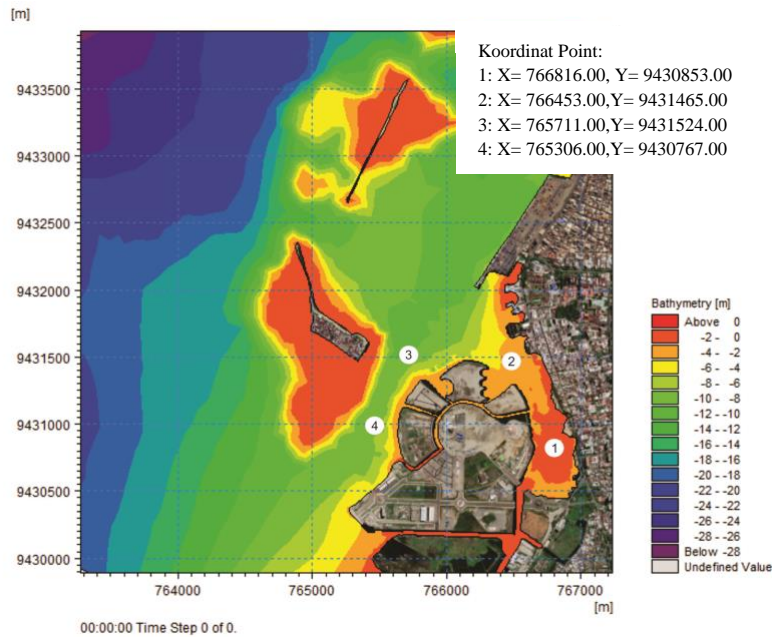 [m]
Koordinat Point:
1: X= 766816.00, Y= 9430853.00
2: X= 766453.00,Y= 9431465.00
3: X= 765711.00,Y= 9431524.00
4: X= 765306.00,Y= 9430767.00
9433500
9433000
9432500
9432000
9431500
9431000
9430500
9430000
3
2
4
1
764000
765000
766000
767000
[m]
00:00:00 Time Step 0 of 0.
Bathymetry [m]
Above 0
-2 - 0
-4 - -2
-6 - -4
-8 - -6
-10 - -8
-12 - -10
-14 - -12
-16 - -14
-18 - -16
-20 - -18
-22 - -20
-24 - -22
-26 - -24
-28 - -26
Below -28
Undefined Value